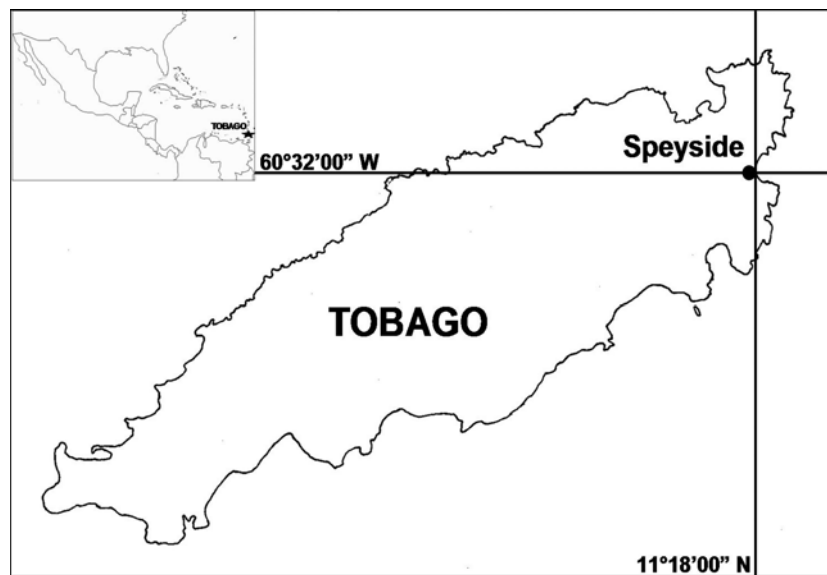 TOBAGO
60°32'00” W
Speyside
TOBAGO
11°18'00” N